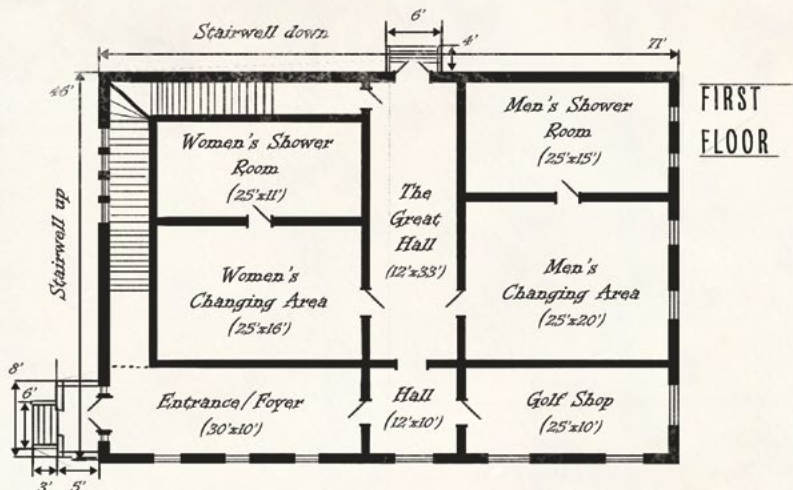 6'
Stairwell down
4'
71'
46'
FIRST
FLOOR
Women's Shower
Room
(25'x11')
Men's Shower
Room
(25'x15')
The
Great
Hall
(12'x33')
Stairwell up
Women's
Changing Area
(25'x16')
Men's
Changing Area
(25'x20')
8'
6'
Entrance/Foyer
(30'x10')
Hall
(12'x10')
Golf Shop
(25'x10')
3'
5'